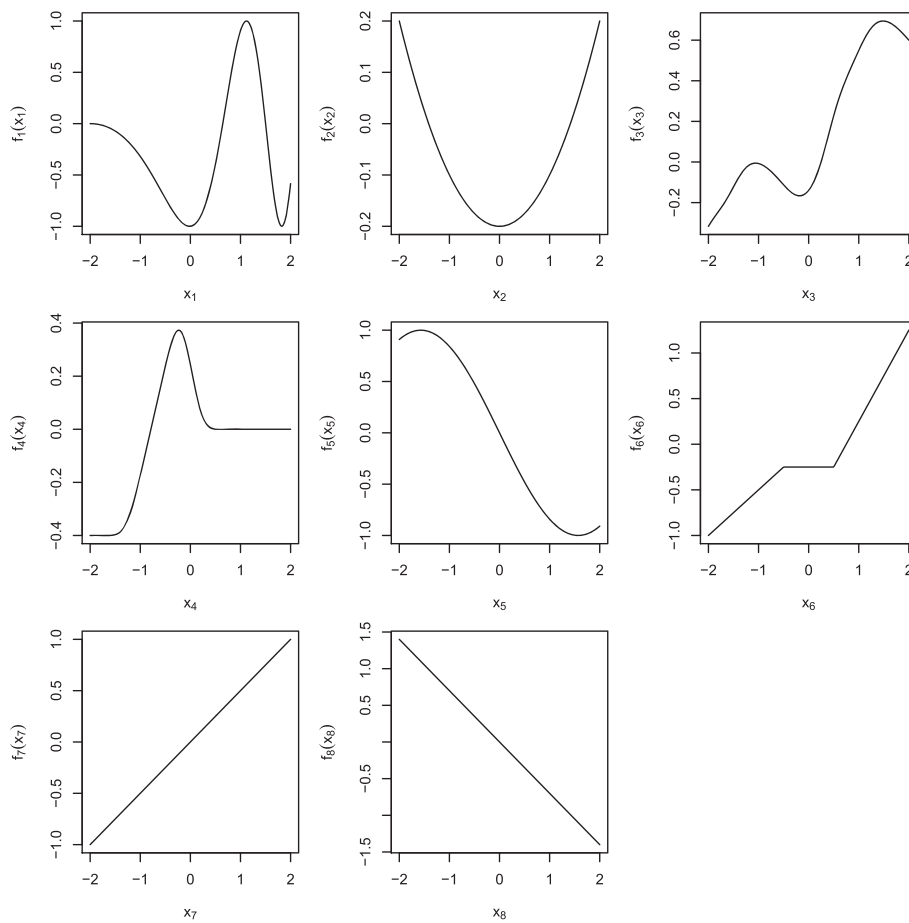 f₁(x₁)
−1.0 −0.5 0.0 0.5 1.0
−2 −1 0 1 2
x₁
f₂(x₂)
−0.2 −0.1 0.0 0.1 0.2
−2 −1 0 1 2
x₂
f₃(x₃)
−0.2 0.0 0.2 0.4 0.6
−2 −1 0 1 2
x₃
f₄(x₄)
−0.4 −0.2 0.0 0.2 0.4
−2 −1 0 1 2
x₄
f₅(x₅)
−1.0 −0.5 0.0 0.5 1.0
−2 −1 0 1 2
x₅
f₆(x₆)
−1.0 −0.5 0.0 0.5 1.0
−2 −1 0 1 2
x₆
f₇(x₇)
−1.0 −0.5 0.0 0.5 1.0
−2 −1 0 1 2
x₇
f₈(x₈)
−1.5 −0.5 0.5 1.0 1.5
−2 −1 0 1 2
x₈